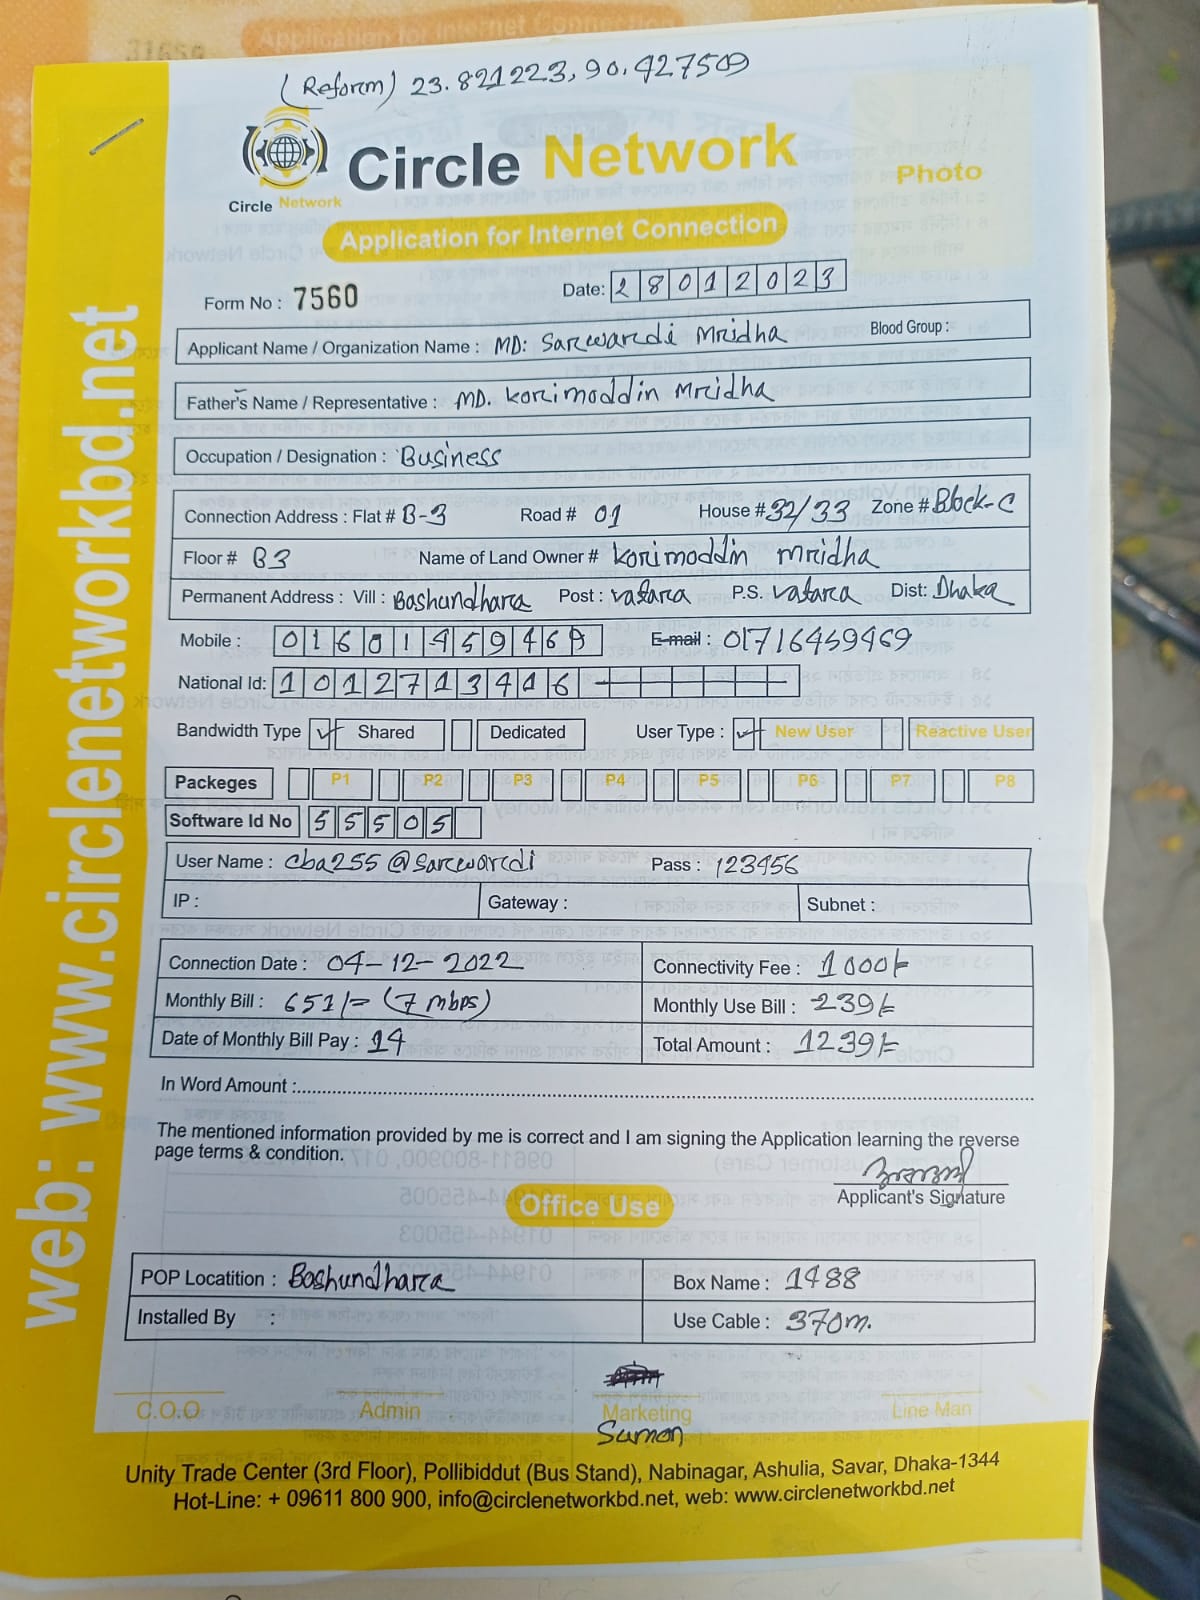 (Reform) 23.821223, 90.427509
Circle Network
Circle Network
Photo
Application for Internet Connection
Form No : 7560 Date: 28012023
Applicant Name / Organization Name : MD: Sarwardi Mridha Blood Group :
Father's Name / Representative : MD. Korimoddin Mridha
Occupation / Designation : Business
Connection Address : Flat # B-3 Road # 01 House # 32/33 Zone # Block-C
Floor # B3 Name of Land Owner # Korimoddin Mridha
Permanent Address : Vill : Boshundhara Post : Vatara P.S. Vatara Dist: Dhaka
Mobile : 01601459469 E-mail : 01716459469
National Id: 1012713446
Bandwidth Type Shared Dedicated User Type : New User Reactive User
Packeges P1 P2 P3 P4 P5 P6 P7 P8
Software Id No 55505
User Name : cba255@sarwardi Pass : 123456
IP : Gateway : Subnet :
Connection Date : 04-12-2022 Connectivity Fee : 1000/-
Monthly Bill : 651/= (7 mbps) Monthly Use Bill : 239/-
Date of Monthly Bill Pay : 14 Total Amount : 1239/-
In Word Amount :
The mentioned information provided by me is correct and I am signing the Application learning the reverse
page terms & condition.
Applicant's Signature
Office Use
POP Locatition : Boshundhara Box Name : 1488
Installed By : Use Cable : 370m.
C.O.O Admin Marketing Line Man
Sumon
Unity Trade Center (3rd Floor), Pollibiddut (Bus Stand), Nabinagar, Ashulia, Savar, Dhaka-1344
Hot-Line: + 09611 800 900, info@circlenetworkbd.net, web: www.circlenetworkbd.net
web: www.circlenetworkbd.net